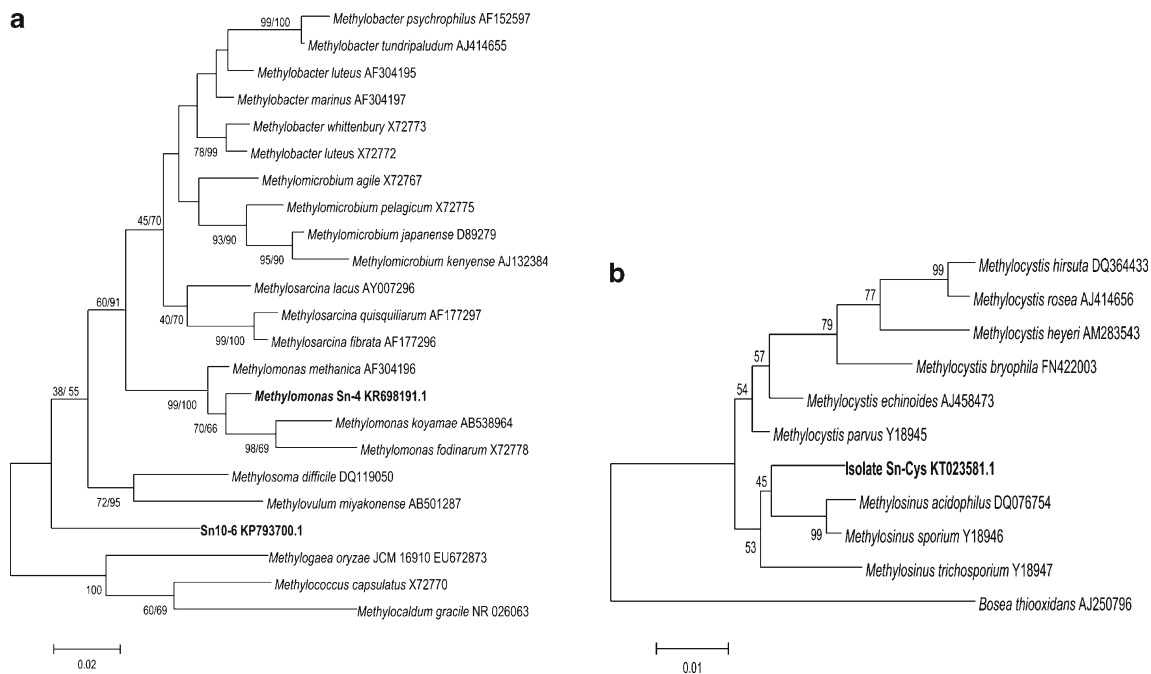 a
99/100
Methylobacter psychrophilus AF152597
Methylobacter tundripaludum AJ414655
Methylobacter luteus AF304195
Methylobacter marinus AF304197
Methylobacter whittenbury X72773
78/99
Methylobacter luteus X72772
Methylomicrobium agile X72767
45/70
Methylomicrobium pelagicum X72775
93/90
Methylomicrobium japanense D89279
95/90
Methylomicrobium kenyense AJ132384
Methylosarcina lacus AY007296
60/91
40/70
Methylosarcina quisquiliarum AF177297
99/100
Methylosarcina fibrata AF177296
Methylomonas methanica AF304196
38/ 55
99/100
Methylomonas Sn-4 KR698191.1
70/66
Methylomonas koyamae AB538964
98/69
Methylomonas fodinarum X72778
Methylosoma difficile DQ119050
72/95
Methylovulum miyakonense AB501287
Sn10-6 KP793700.1
Methylogaea oryzae JCM 16910 EU672873
100
Methylococcus capsulatus X72770
60/69
Methylocaldum gracile NR 026063
0.02
b
99
Methylocystis hirsuta DQ364433
77
Methylocystis rosea AJ414656
79
Methylocystis heyeri AM283543
57
Methylocystis bryophila FN422003
54
Methylocystis echinoides AJ458473
Methylocystis parvus Y18945
Isolate Sn-Cys KT023581.1
45
Methylosinus acidophilus DQ076754
99
Methylosinus sporium Y18946
53
Methylosinus trichosporium Y18947
Bosea thiooxidans AJ250796
0.01